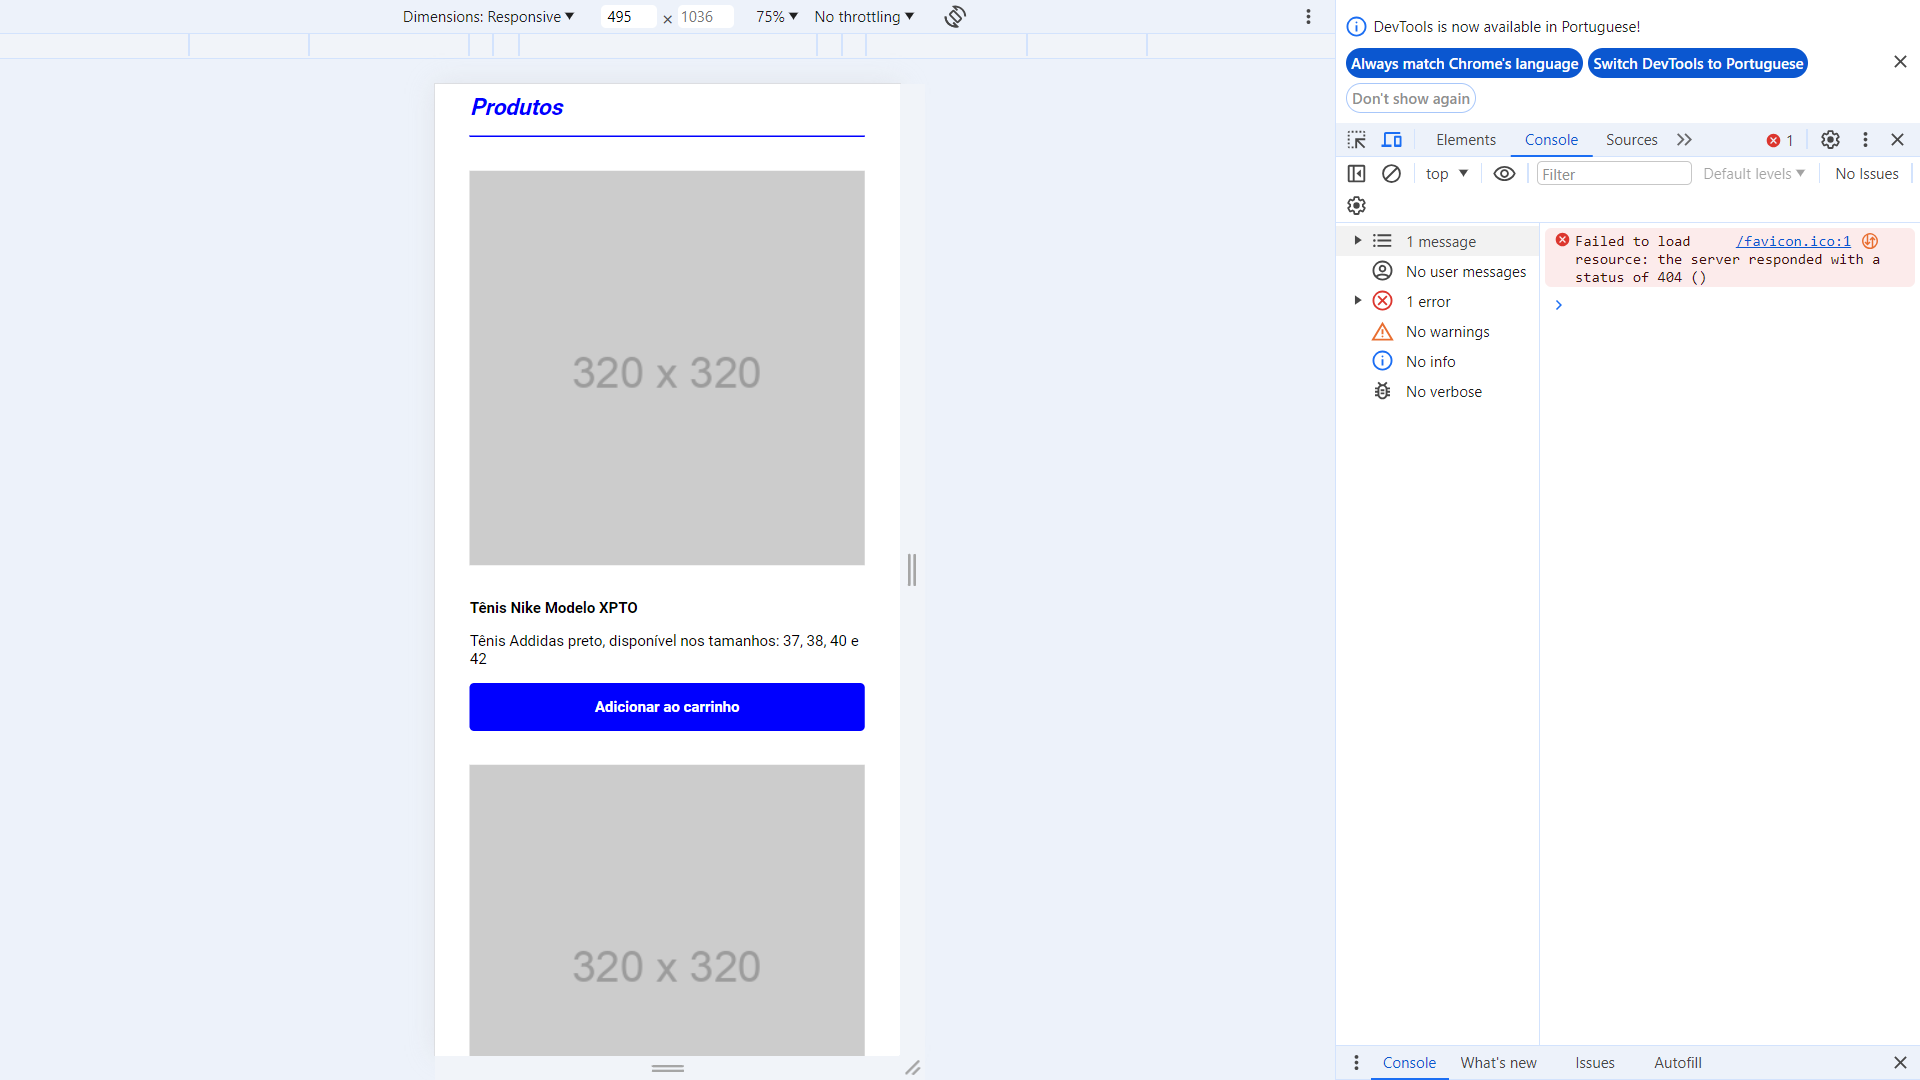 Dimensions: Responsive ▼ 495 × 1036 75% ▼ No throttling ▼
Produtos
320 x 320
Tênis Nike Modelo XPTO
Tênis Addidas preto, disponível nos tamanhos: 37, 38, 40 e
42
Adicionar ao carrinho
320 x 320
DevTools is now available in Portuguese!
Always match Chrome's language Switch DevTools to Portuguese
Don't show again
Elements Console Sources 1
top ▼ Filter Default levels ▼ No Issues
1 message
No user messages
1 error
No warnings
No info
No verbose
Failed to load /favicon.ico:1
resource: the server responded with a
status of 404 ()
Console What's new Issues Autofill